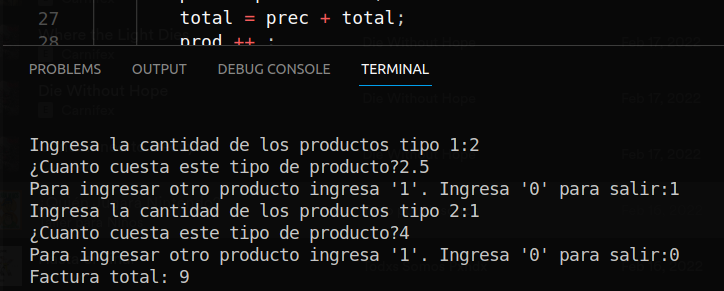 27 total = prec + total;
28 prod ++ ;
PROBLEMS OUTPUT DEBUG CONSOLE TERMINAL
Ingresa la cantidad de los productos tipo 1:2
¿Cuanto cuesta este tipo de producto?2.5
Para ingresar otro producto ingresa '1'. Ingresa '0' para salir:1
Ingresa la cantidad de los productos tipo 2:1
¿Cuanto cuesta este tipo de producto?4
Para ingresar otro producto ingresa '1'. Ingresa '0' para salir:0
Factura total: 9